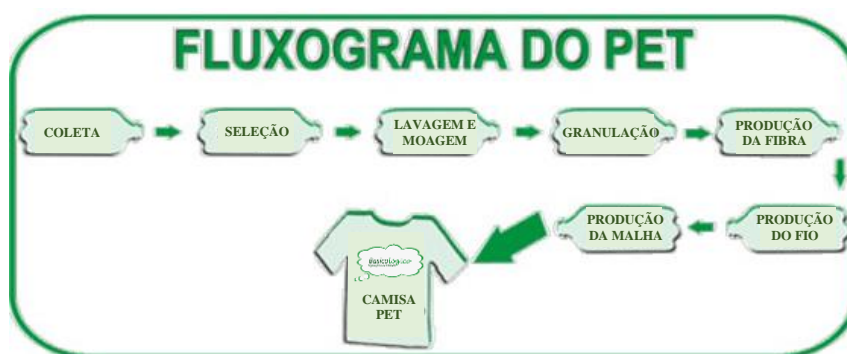 FLUXOGRAMA DO PET
COLETA
SELEÇÃO
LAVAGEM E
MOAGEM
GRANULAÇÃO
PRODUÇÃO
DA FIBRA
PRODUÇÃO
DO FIO
PRODUÇÃO
DA MALHA
CAMISA
PET